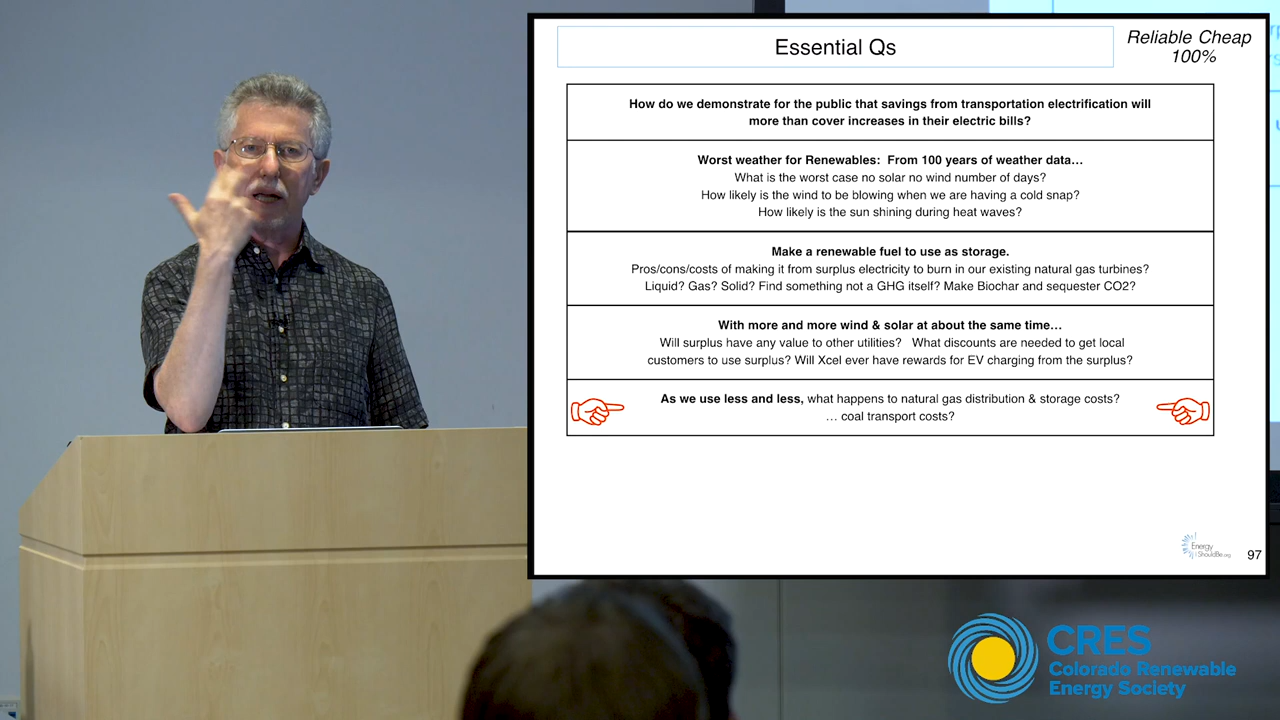 Essential Qs
Reliable Cheap
100%
How do we demonstrate for the public that savings from transportation electrification will
more than cover increases in their electric bills?
Worst weather for Renewables: From 100 years of weather data…
What is the worst case no solar no wind number of days?
How likely is the wind to be blowing when we are having a cold snap?
How likely is the sun shining during heat waves?
Make a renewable fuel to use as storage.
Pros/cons/costs of making it from surplus electricity to burn in our existing natural gas turbines?
Liquid? Gas? Solid? Find something not a GHG itself? Make Biochar and sequester CO2?
With more and more wind & solar at about the same time…
Will surplus have any value to other utilities? What discounts are needed to get local
customers to use surplus? Will Xcel ever have rewards for EV charging from the surplus?
As we use less and less, what happens to natural gas distribution & storage costs?
… coal transport costs?
Energy
ShouldBe.org
97
CRES
Colorado Renewable
Energy Society